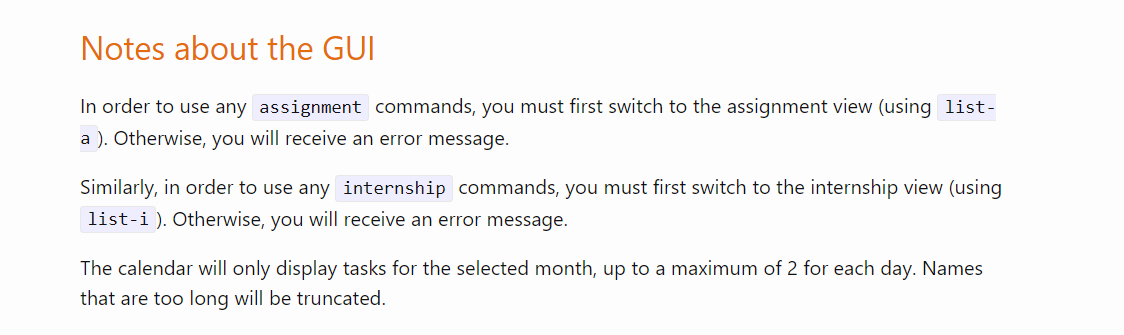 Notes about the GUI
In order to use any assignment commands, you must first switch to the assignment view (using list-
a ). Otherwise, you will receive an error message.
Similarly, in order to use any internship commands, you must first switch to the internship view (using
list-i ). Otherwise, you will receive an error message.
The calendar will only display tasks for the selected month, up to a maximum of 2 for each day. Names
that are too long will be truncated.